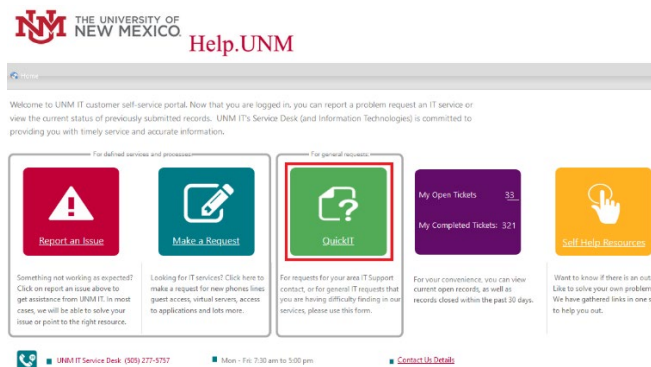 UNM THE UNIVERSITY OF
NEW MEXICO.
Help.UNM
Home
Welcome to UNM IT customer self-service portal. Now that you are logged in, you can report a problem request an IT service or
view the current status of previously submitted records. UNM IT's Service Desk (and Information Technologies) is committed to
providing you with timely service and accurate information.
For defined services and processes
For general requests
Report an Issue
Make a Request
QuickIT
My Open Tickets 33
My Completed Tickets: 321
Self Help Resources
Something not working as expected?
Click on report an issue above to
get assistance from UNM IT. In most
cases, we will be able to solve your
issue or point to the right resource.
Looking for IT services? Click here to
make a request for new phones lines
guest access, virtual servers, access
to applications and lots more.
For requests for your area IT Support
contact, or for general IT requests that
you are having difficulty finding in our
services, please use this form.
For your convenience, you can view
current open records, as well as
records closed within the past 30 days.
Want to know if there is an out
Like to solve your own problem
We have gathered links in one s
to help you out.
UNM IT Service Desk (505) 277-5757
Mon - Fri: 7:30 am to 5:00 pm
Contact Us Details